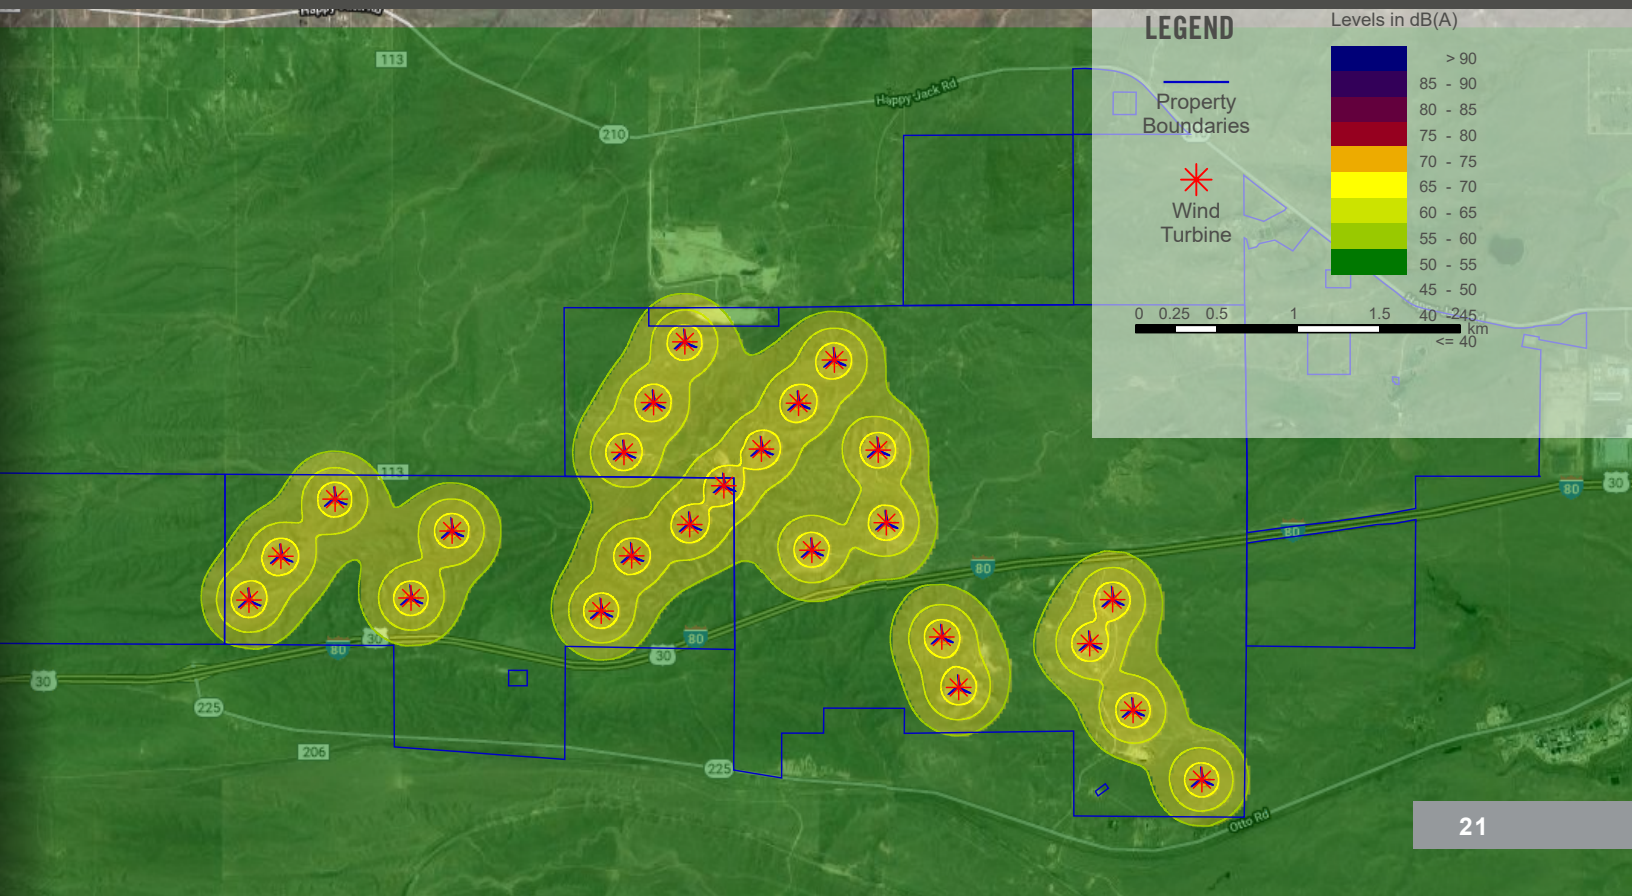 Happy Jack Rd
113
210
Happy Jack Rd
LEGEND
Property
Boundaries
Wind
Turbine
Levels in dB(A)
> 90
85 - 90
80 - 85
75 - 80
70 - 75
65 - 70
60 - 65
55 - 60
50 - 55
45 - 50
40 - 45
<= 40
0 0.25 0.5 1 1.5 2
km
113
80
30
80
80
30
80
30
80
30
225
206
225
Otto Rd
21